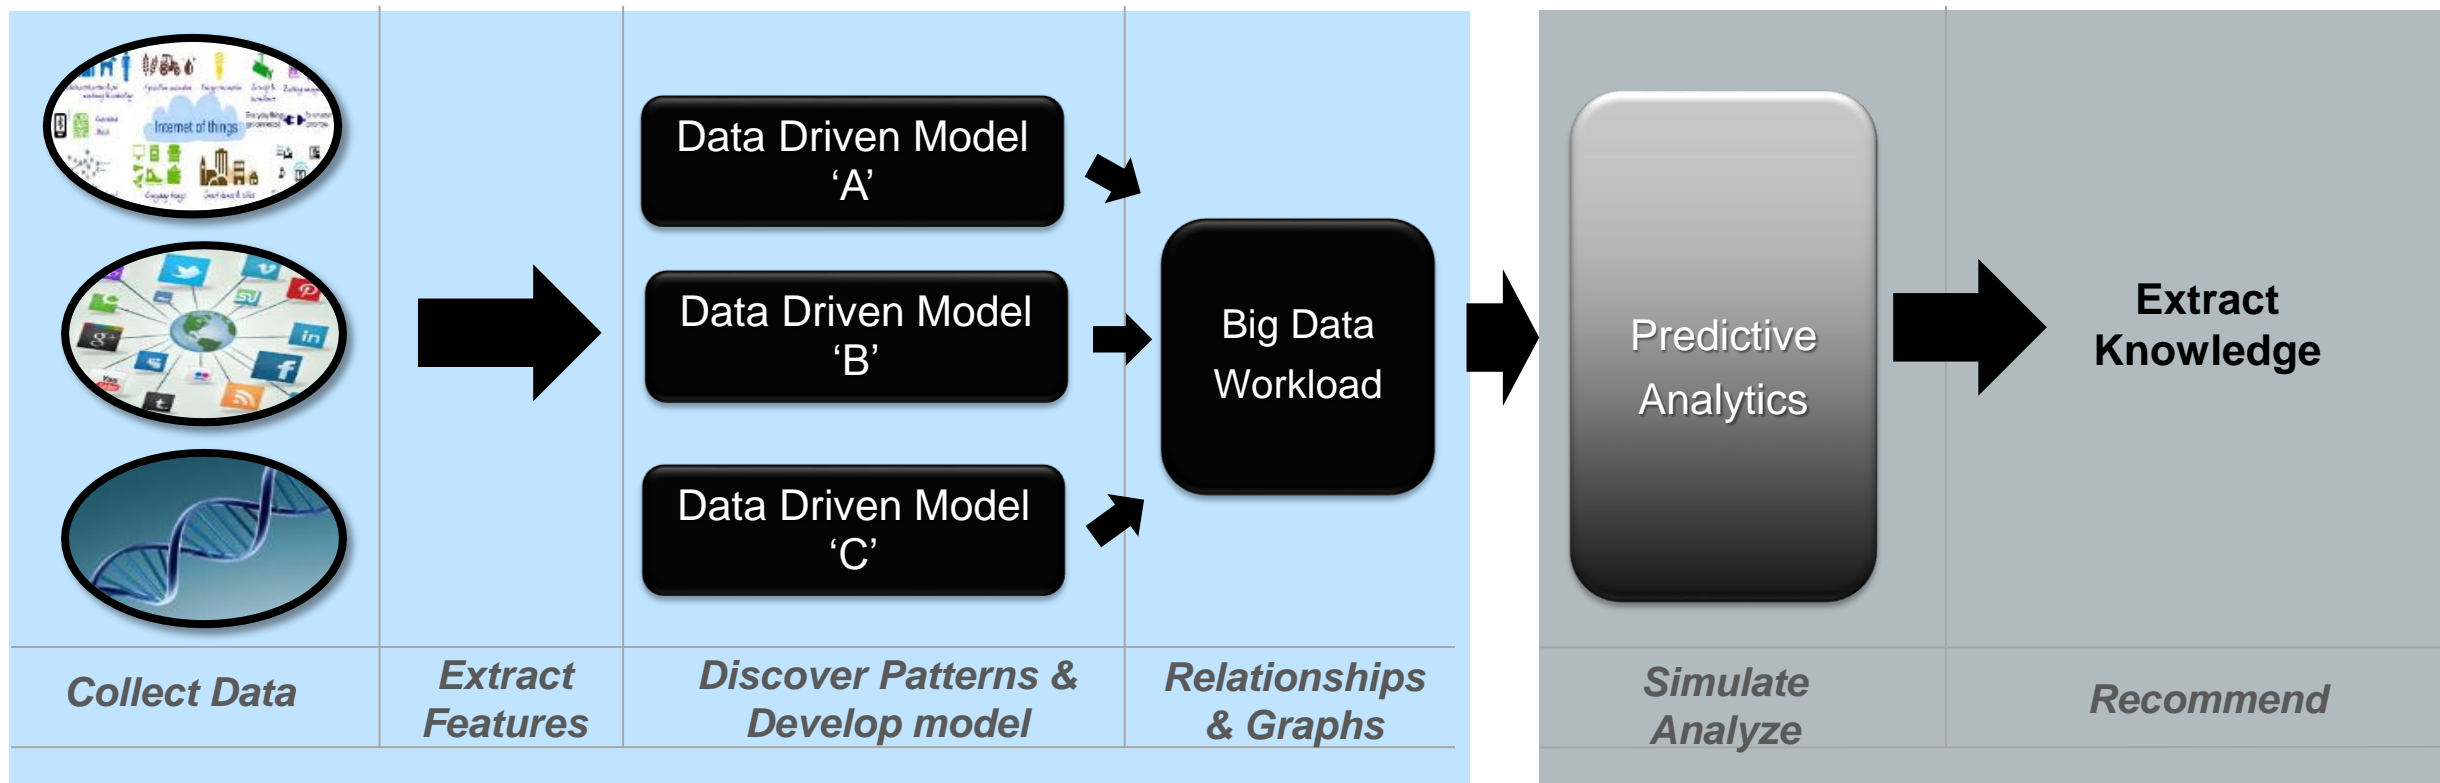 Internet of things
in
Data Driven Model
‘A’
Data Driven Model
‘B’
Data Driven Model
‘C’
Big Data
Workload
Predictive
Analytics
Extract
Knowledge
Collect Data
Extract
Features
Discover Patterns &
Develop model
Relationships
& Graphs
Simulate
Analyze
Recommend